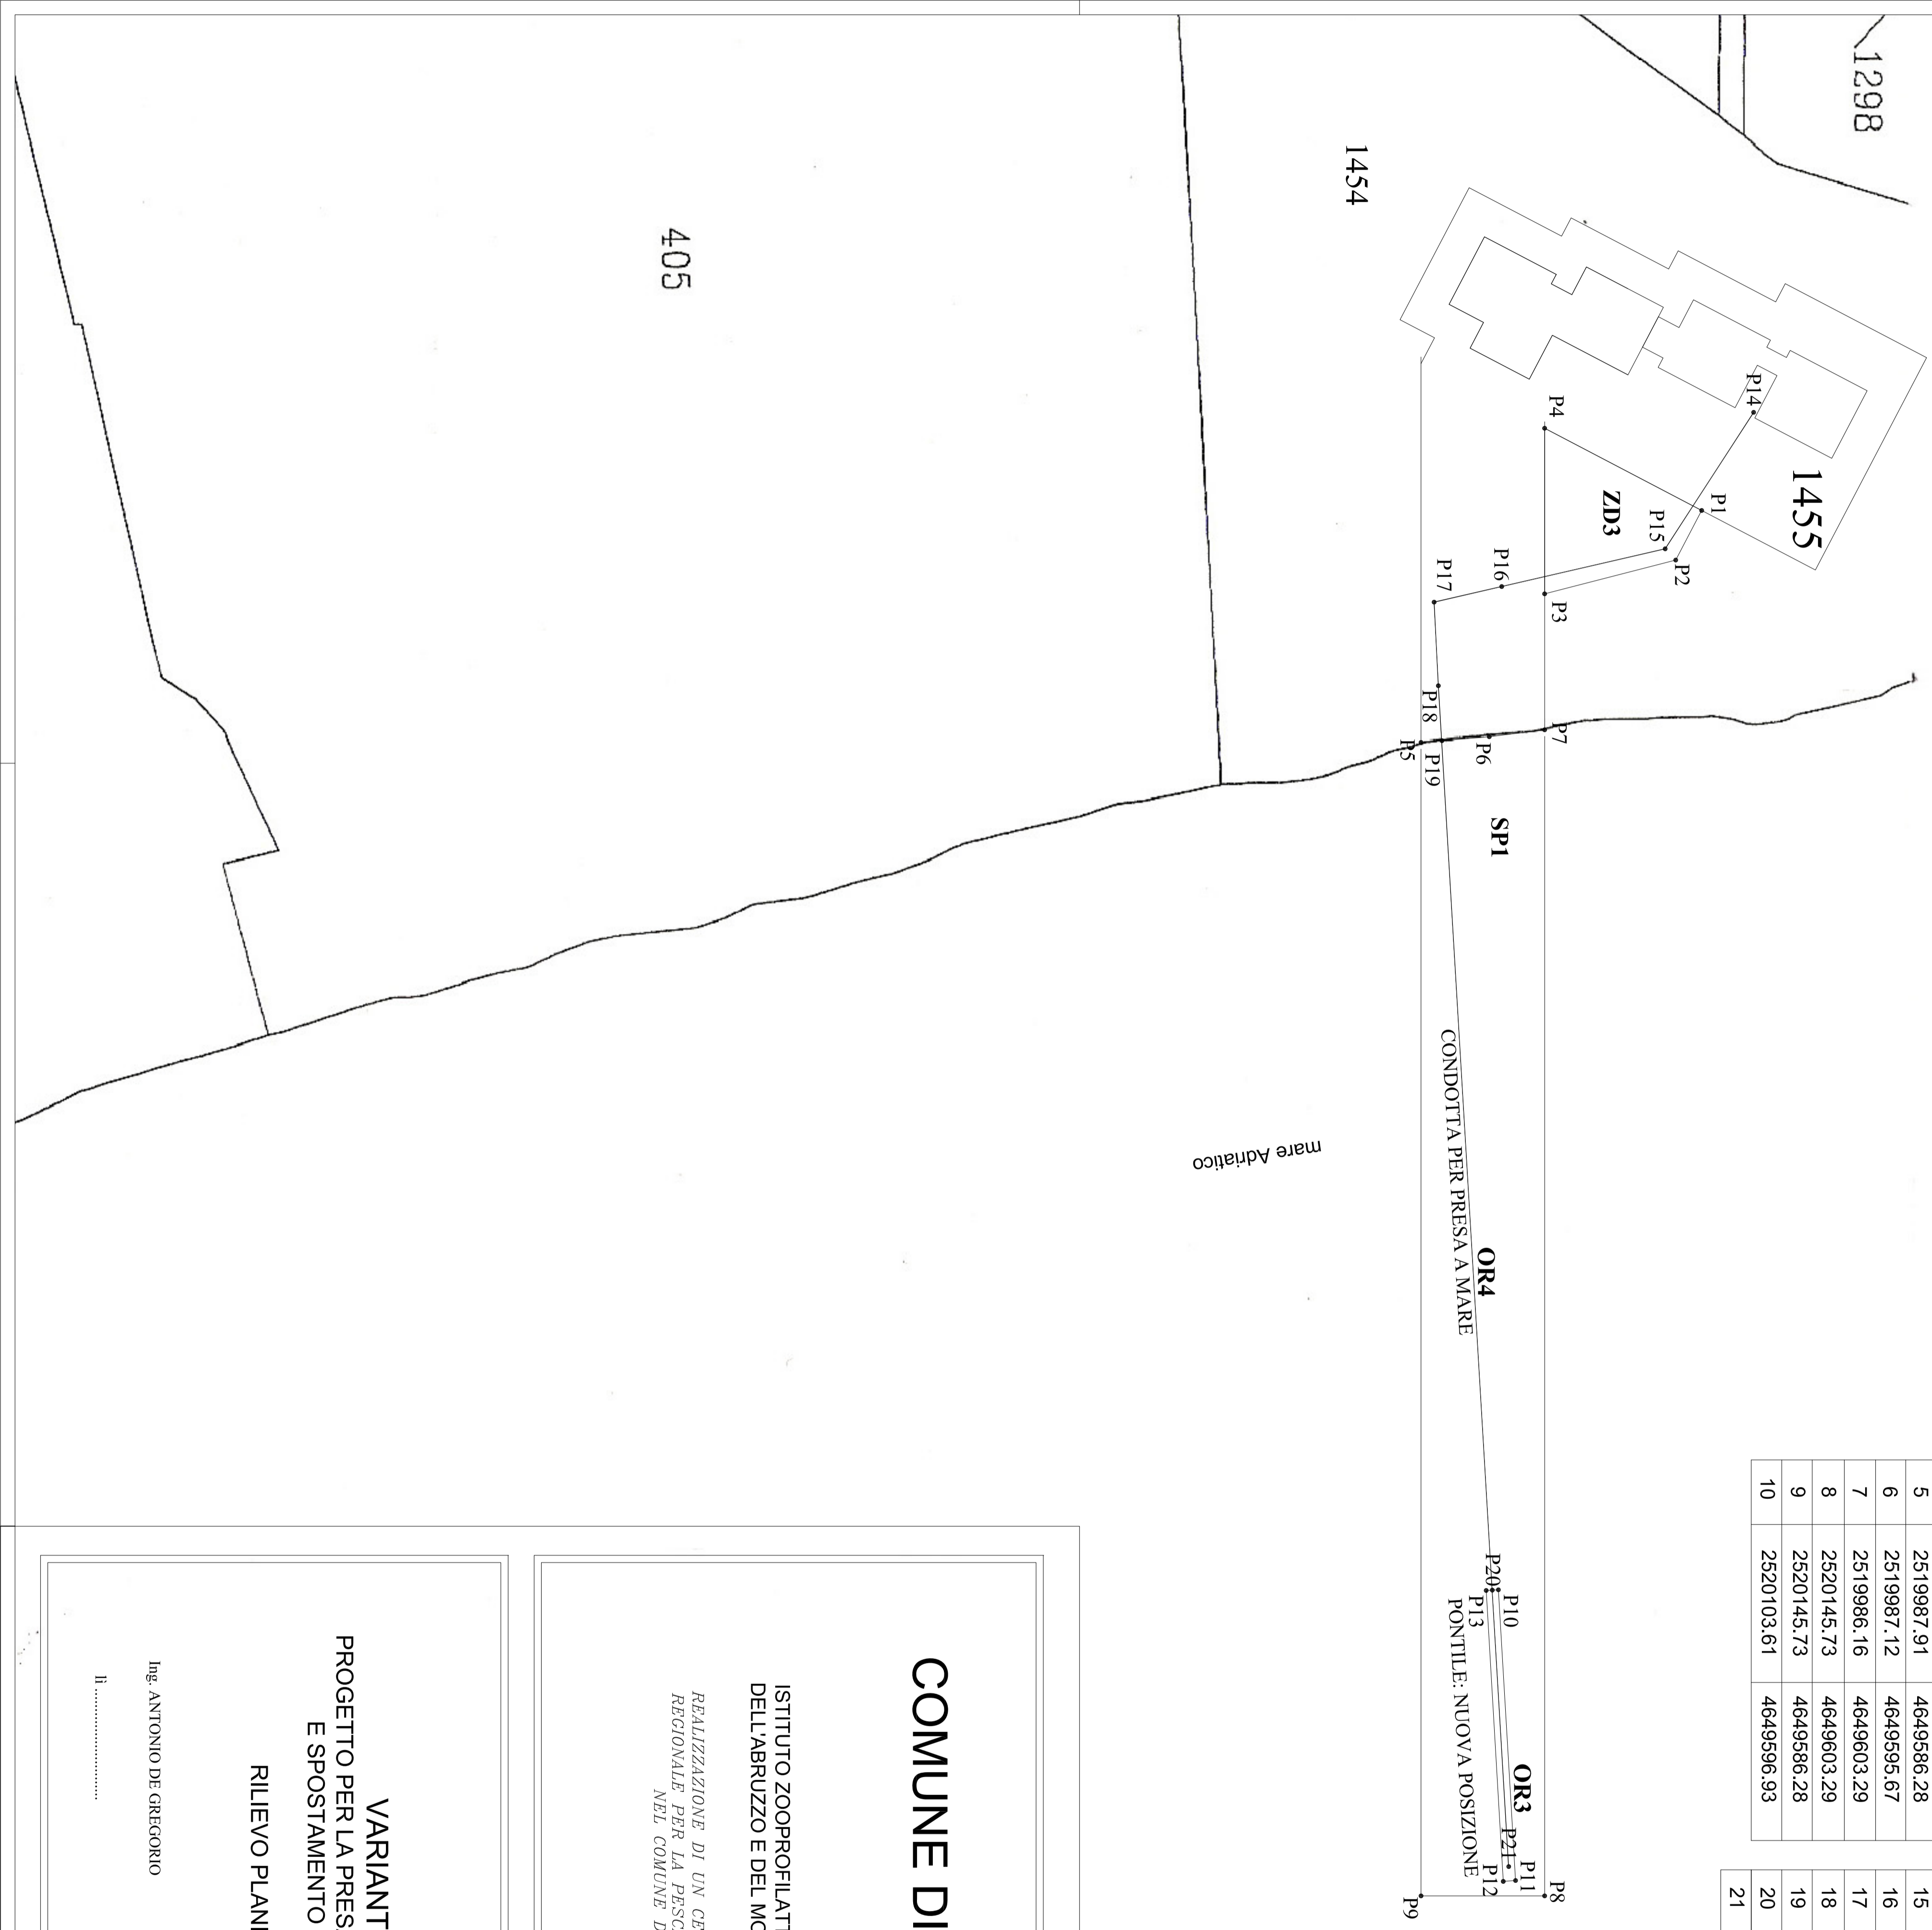 1298
1454
1455
405
P14
P4
P1
ZD3
P15
P2
P16
P17
P3
P18
P7
P5
P6
P19
SP1
CONDOTTA PER PRESA A MARE
OR4
mare Adriatico
P20
P10
P13
PONTILE: NUOVA POSIZIONE
OR3
P21
P11
P12
P8
P9
5 2519987.91 4649586.28
6 2519987.12 4649595.67
7 2519986.16 4649603.29
8 2520145.73 4649603.29
9 2520145.73 4649586.28
10 2520103.61 4649596.93
15
16
17
18
19
20
21
COMUNE DI
ISTITUTO ZOOPROFILATT
DELL'ABRUZZO E DEL MO
REALIZZAZIONE DI UN CE
REGIONALE PER LA PESC
NEL COMUNE D
VARIANT
PROGETTO PER LA PRES
E SPOSTAMENTO
RILIEVO PLANI
Ing. ANTONIO DE GREGORIO
lì ..............................